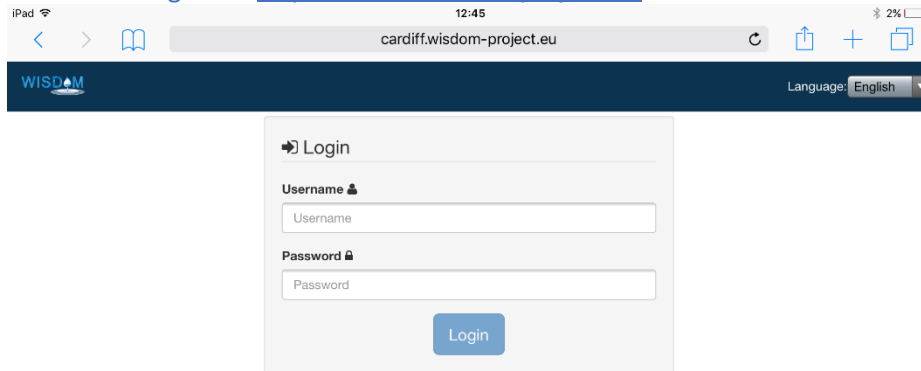 iPad 12:45 2%
cardiff.wisdom-project.eu
WISDOM Language: English
Login
Username
Username
Password
Password
Login